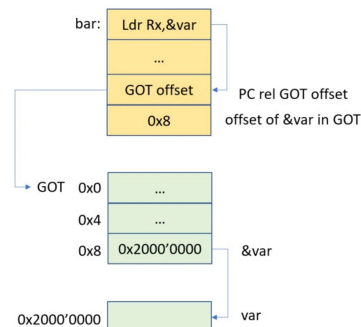 bar: Ldr Rx,&var
...
GOT offset PC rel GOT offset
0x8 offset of &var in GOT
GOT 0x0 ...
0x4 ...
0x8 0x2000'0000 &var
0x2000'0000 var